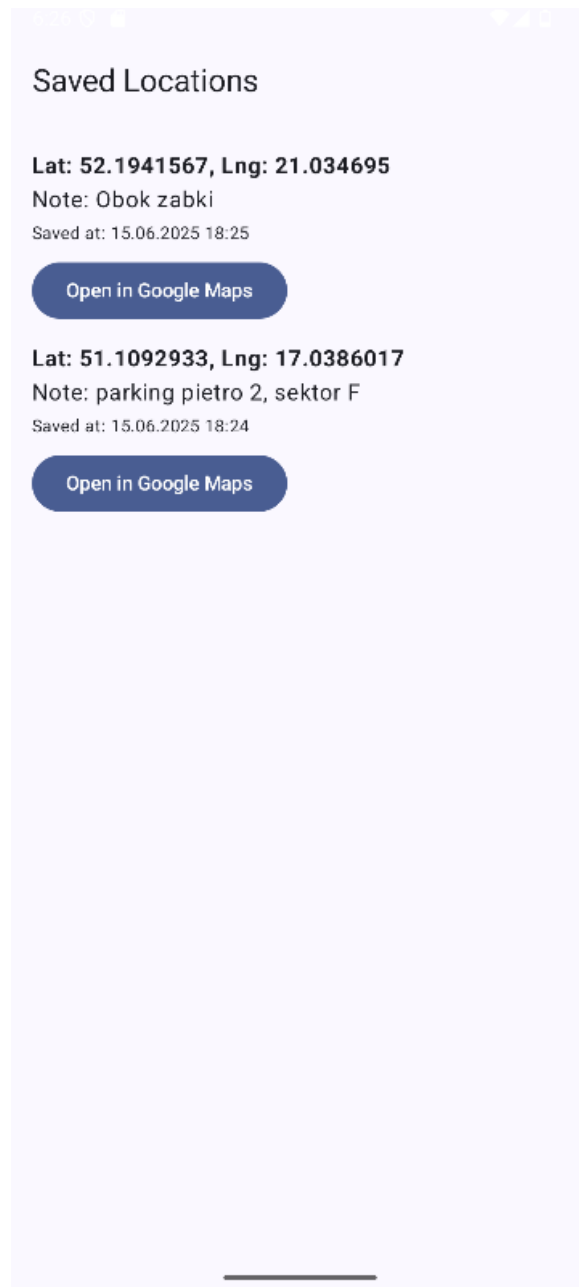 6:26
Saved Locations
Lat: 52.1941567, Lng: 21.034695
Note: Obok zabki
Saved at: 15.06.2025 18:25
Open in Google Maps
Lat: 51.1092933, Lng: 17.0386017
Note: parking pietro 2, sektor F
Saved at: 15.06.2025 18:24
Open in Google Maps